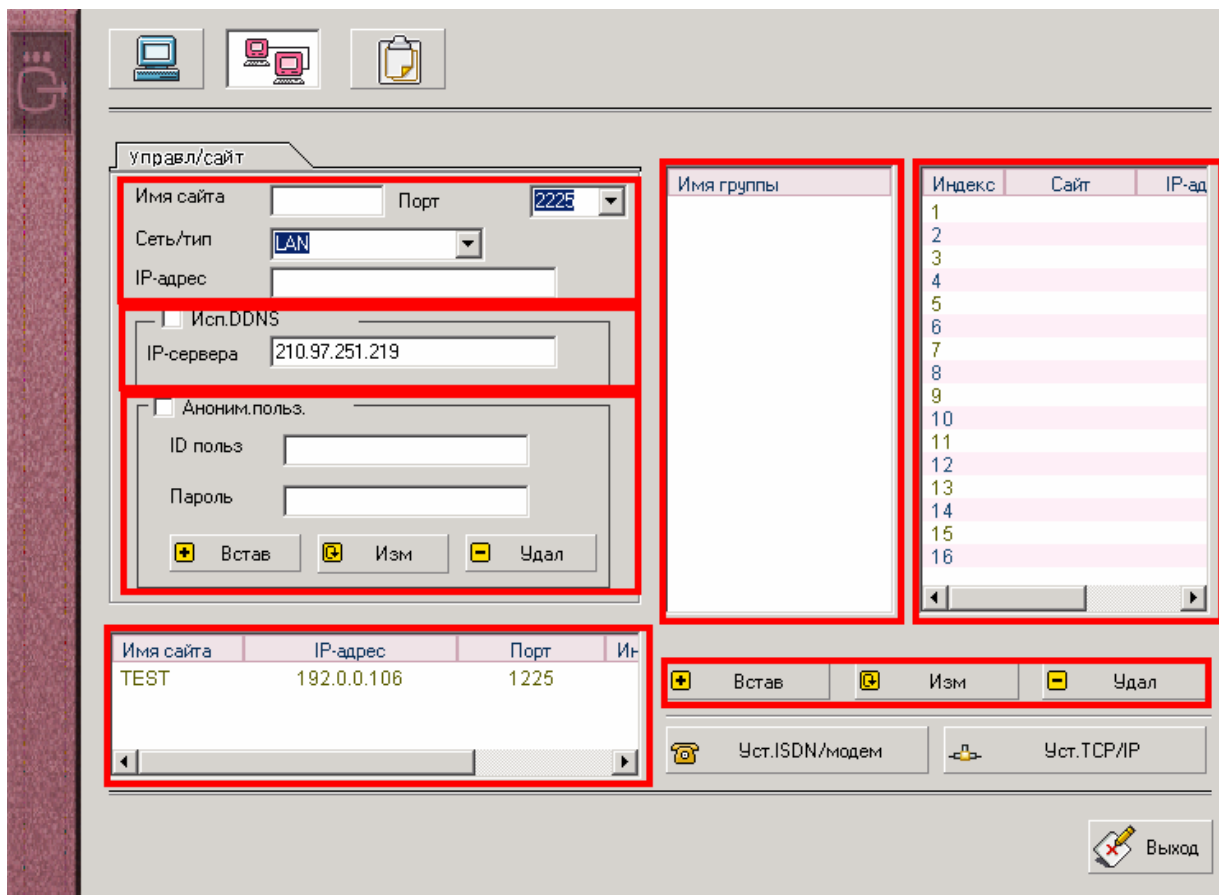 Управл/сайт
Имя сайта
Порт
2225
Сеть/тип
LAN
IP-адрес
Исп.DDNS
IP-сервера
210.97.251.219
Аноним.польз.
ID польз
Пароль
Встав
Изм
Удал
Имя сайта IP-адрес Порт Ин
TEST 192.0.0.106 1225
Имя группы
Индекс Сайт IP-ад
1
2
3
4
5
6
7
8
9
10
11
12
13
14
15
16
Встав
Изм
Удал
Уст.ISDN/модем
Уст.TCP/IP
Выход